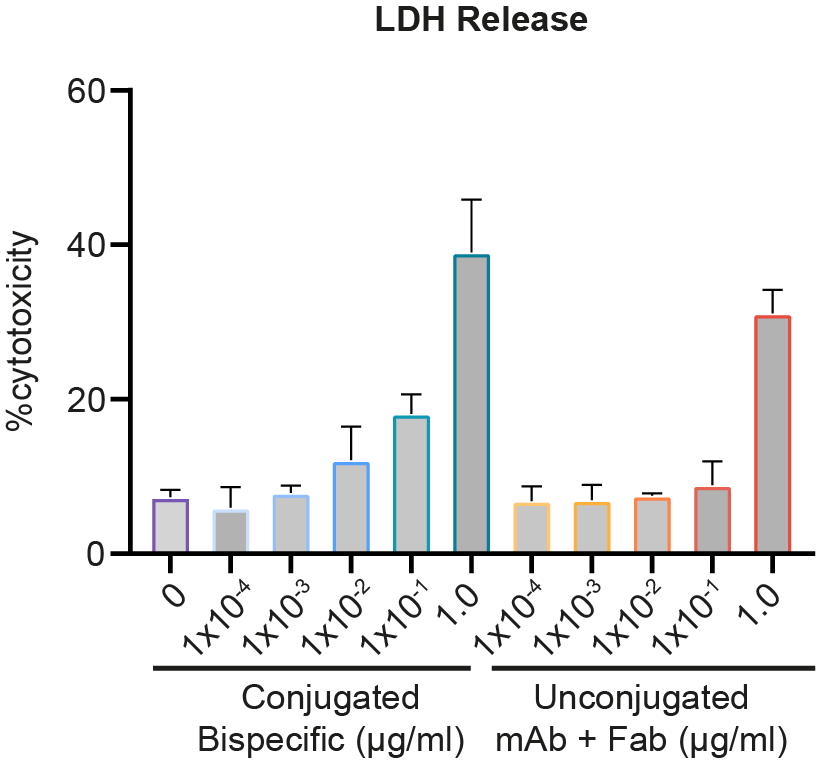 LDH Release
%cytotoxicity
60
40
20
0
0 1x10⁻⁴ 1x10⁻³ 1x10⁻² 1x10⁻¹ 1.0 1x10⁻⁴ 1x10⁻³ 1x10⁻² 1x10⁻¹ 1.0
Conjugated
Bispecific (μg/ml)
Unconjugated
mAb + Fab (μg/ml)